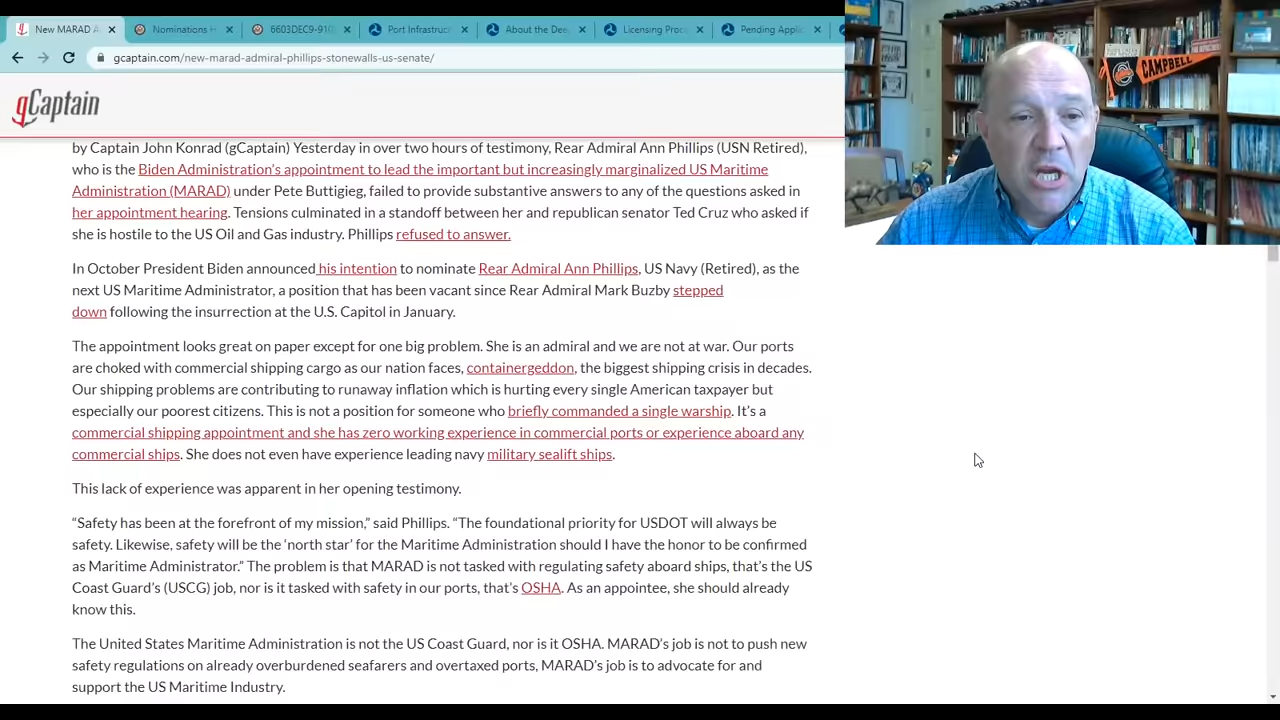 New MARAD A
Nominations H
6603DEC9-910
Port Infrastruc
About the Dee
Licensing Proc
Pending Applic
gcaptain.com/new-marad-admiral-phillips-stonewalls-us-senate/
gCaptain
CAMPBELL
by Captain John Konrad (gCaptain) Yesterday in over two hours of testimony, Rear Admiral Ann Phillips (USN Retired),
who is the Biden Administration's appointment to lead the important but increasingly marginalized US Maritime
Administration (MARAD) under Pete Buttigieg, failed to provide substantive answers to any of the questions asked in
her appointment hearing. Tensions culminated in a standoff between her and republican senator Ted Cruz who asked if
she is hostile to the US Oil and Gas industry. Phillips refused to answer.
In October President Biden announced his intention to nominate Rear Admiral Ann Phillips, US Navy (Retired), as the
next US Maritime Administrator, a position that has been vacant since Rear Admiral Mark Buzby stepped
down following the insurrection at the U.S. Capitol in January.
The appointment looks great on paper except for one big problem. She is an admiral and we are not at war. Our ports
are choked with commercial shipping cargo as our nation faces, containergeddon, the biggest shipping crisis in decades.
Our shipping problems are contributing to runaway inflation which is hurting every single American taxpayer but
especially our poorest citizens. This is not a position for someone who briefly commanded a single warship. It's a
commercial shipping appointment and she has zero working experience in commercial ports or experience aboard any
commercial ships. She does not even have experience leading navy military sealift ships.
This lack of experience was apparent in her opening testimony.
“Safety has been at the forefront of my mission,” said Phillips. “The foundational priority for USDOT will always be
safety. Likewise, safety will be the ‘north star’ for the Maritime Administration should I have the honor to be confirmed
as Maritime Administrator.” The problem is that MARAD is not tasked with regulating safety aboard ships, that’s the US
Coast Guard’s (USCG) job, nor is it tasked with safety in our ports, that’s OSHA. As an appointee, she should already
know this.
The United States Maritime Administration is not the US Coast Guard, nor is it OSHA. MARAD’s job is not to push new
safety regulations on already overburdened seafarers and overtaxed ports, MARAD’s job is to advocate for and
support the US Maritime Industry.